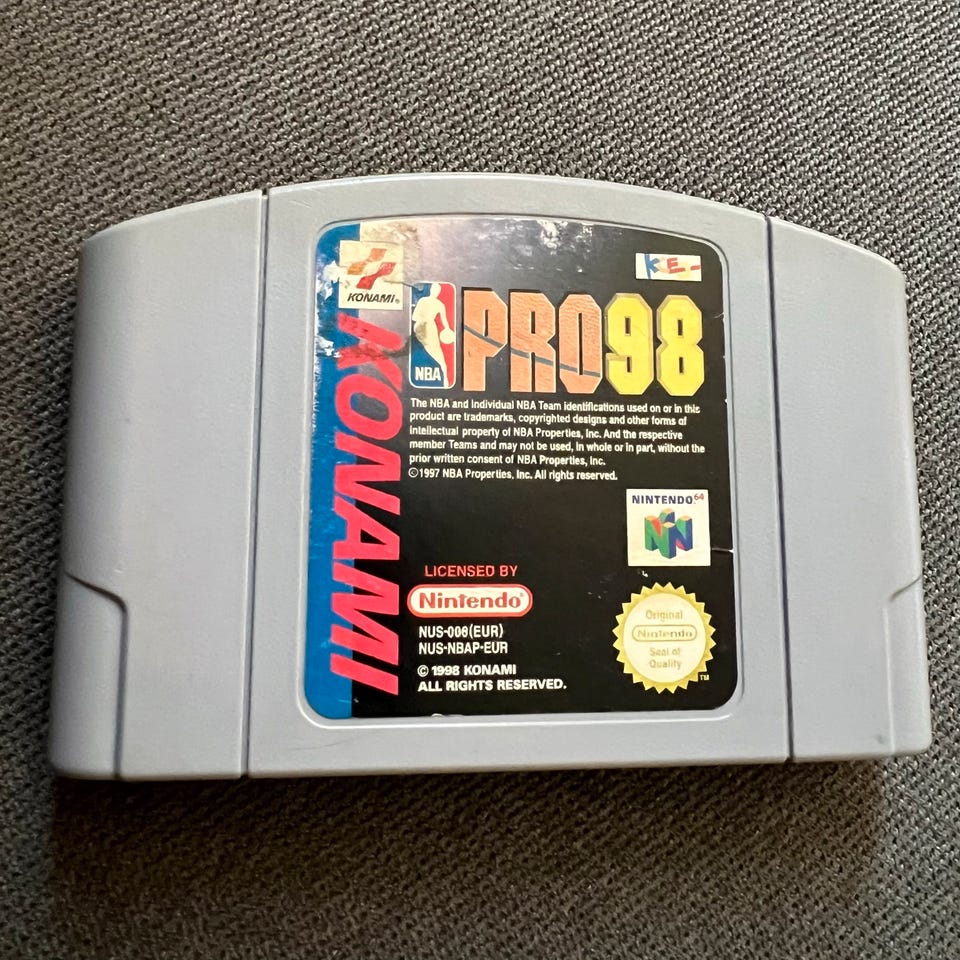 KONAMI®
KONAMI
KE
NBA
PRO98
The NBA and individual NBA Team identifications used on or in this
product are trademarks, copyrighted designs and other forms of
intellectual property of NBA Properties, Inc. And the respective
member Teams and may not be used, in whole or in part, without the
prior written consent of NBA Properties, Inc.
©1997 NBA Properties, Inc. All rights reserved.
NINTENDO64
LICENSED BY
Nintendo®
NUS-006(EUR)
NUS-NBAP-EUR
© 1998 KONAMI
ALL RIGHTS RESERVED.
Original
Nintendo
Seal of
Quality
TM